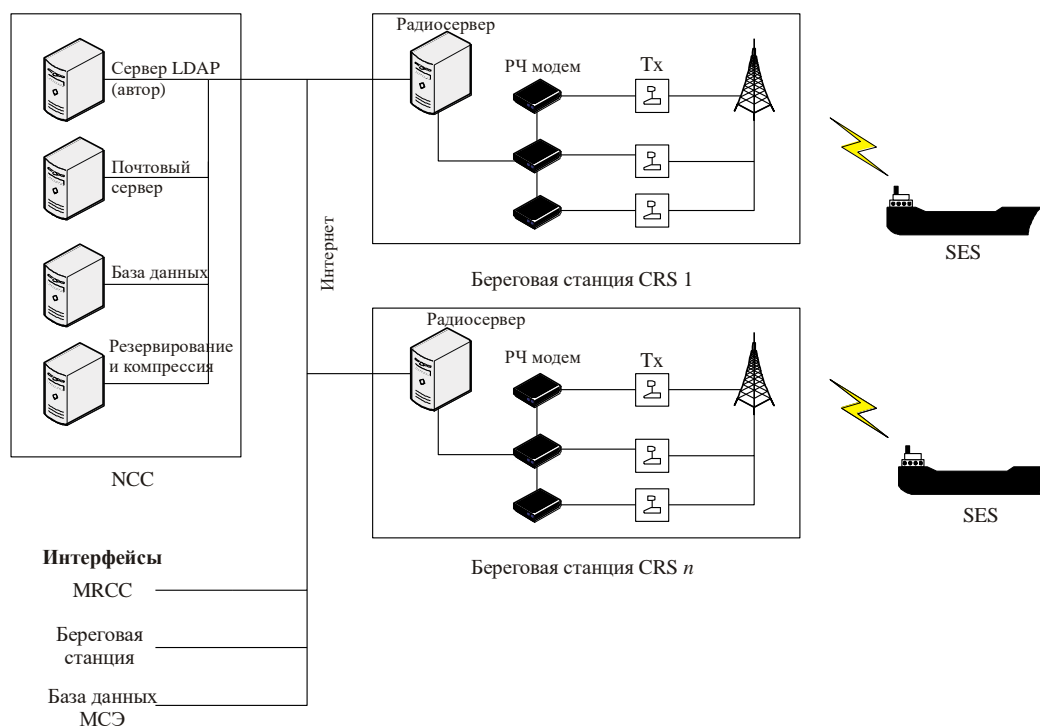 Сервер LDAP
(автор)
Почтовый
сервер
База данных
Резервирование
и компрессия
NCC
Интернет
Радиосервер
РЧ модем
Tx
Береговая станция CRS 1
SES
Радиосервер
РЧ модем
Tx
Береговая станция CRS n
SES
Интерфейсы
MRCC
Береговая
станция
База данных
МСЭ